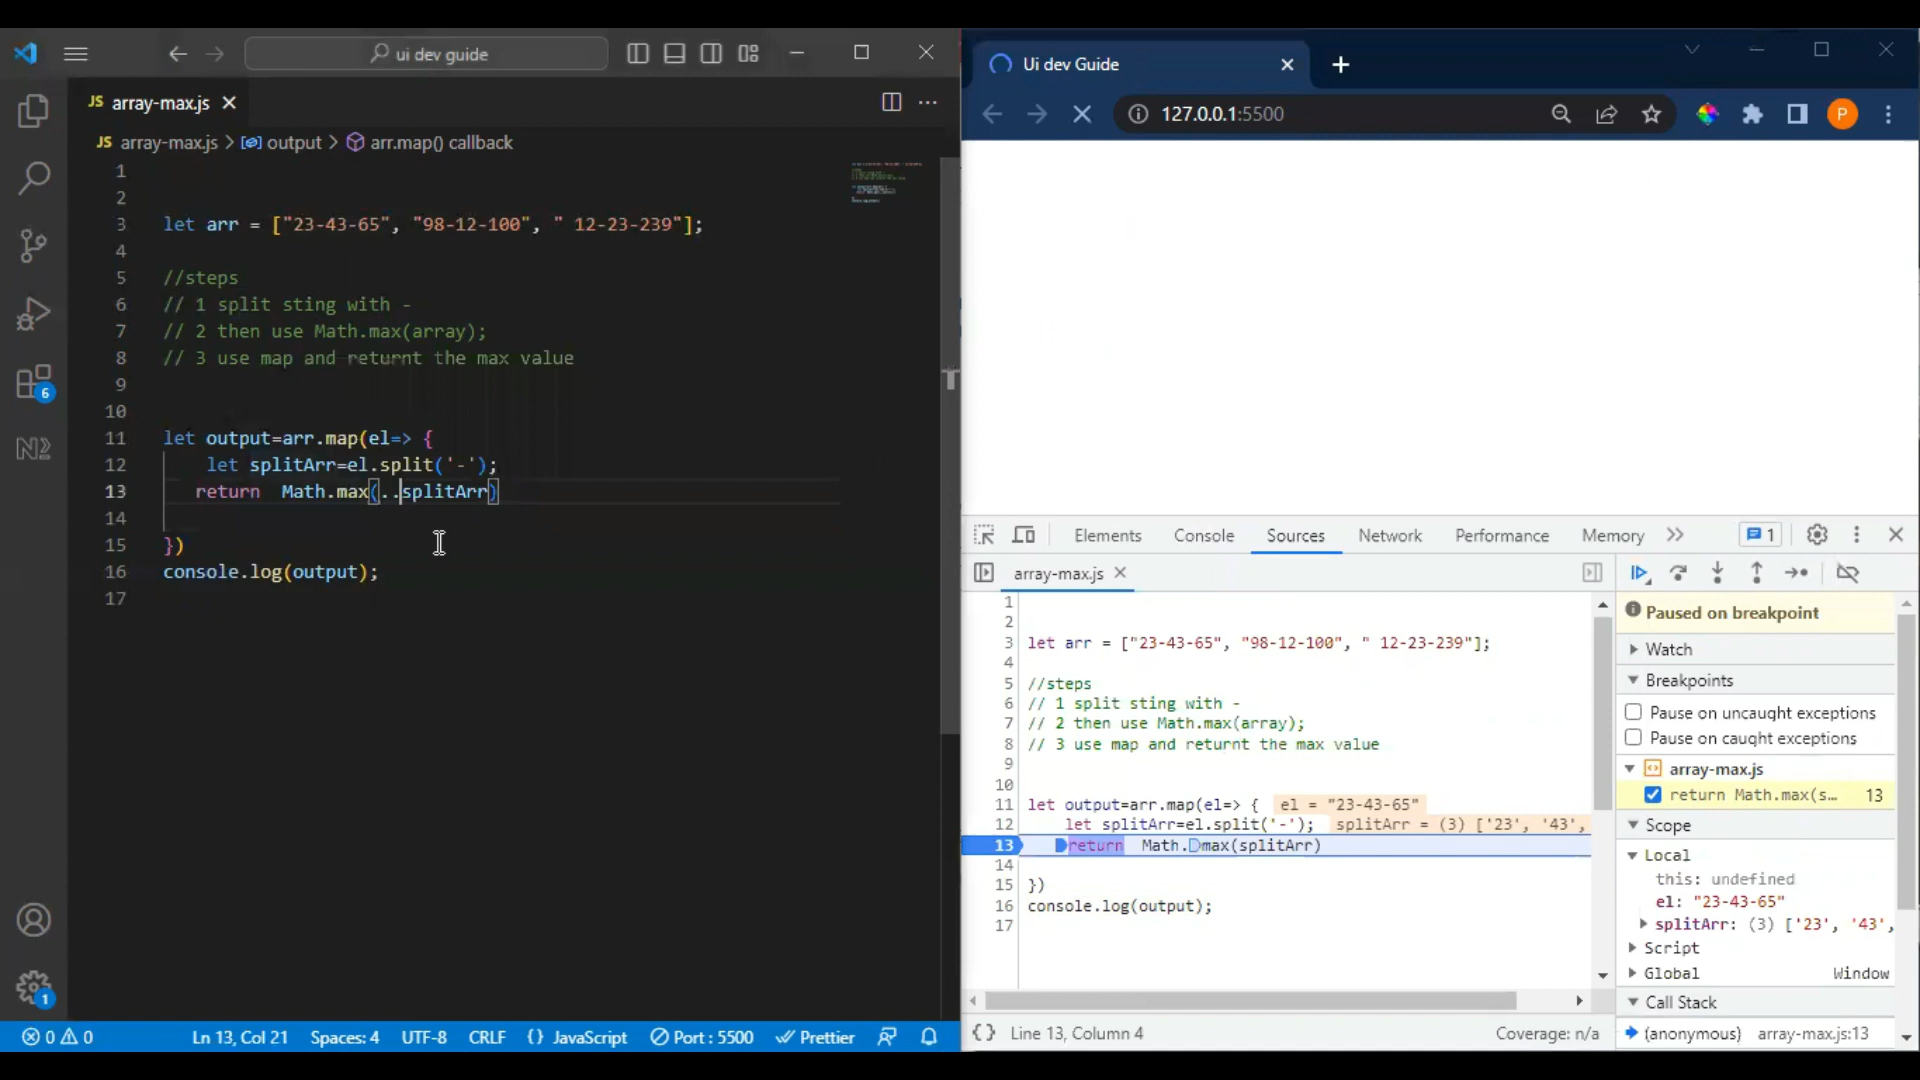 ui dev guide
JS array-max.js
JS array-max.js > output > arr.map() callback
1
2
3 let arr = ["23-43-65", "98-12-100", " 12-23-239"];
4
5 //steps
6 // 1 split sting with -
7 // 2 then use Math.max(array);
8 // 3 use map and returnt the max value
9
10
11 let output=arr.map(el=> {
12 let splitArr=el.split('-');
13 return Math.max(..splitArr)
14
15 })
16 console.log(output);
17
6
1
0 0 Ln 13, Col 21 Spaces: 4 UTF-8 CRLF {} JavaScript Port : 5500 Prettier
Ui dev Guide
127.0.0.1:5500
P
Elements Console Sources Network Performance Memory 1
array-max.js
1
2
3 let arr = ["23-43-65", "98-12-100", " 12-23-239"];
4
5 //steps
6 // 1 split sting with -
7 // 2 then use Math.max(array);
8 // 3 use map and returnt the max value
9
10
11 let output=arr.map(el=> { el = "23-43-65"
12 let splitArr=el.split('-'); splitArr = (3) ['23', '43',
13 return Math.max(splitArr)
14
15 })
16 console.log(output);
17
{} Line 13, Column 4 Coverage: n/a
Paused on breakpoint
Watch
Breakpoints
Pause on uncaught exceptions
Pause on caught exceptions
array-max.js
return Math.max(s… 13
Scope
Local
this: undefined
el: "23-43-65"
splitArr: (3) ['23', '43',
Script
Global Window
Call Stack
(anonymous) array-max.js:13